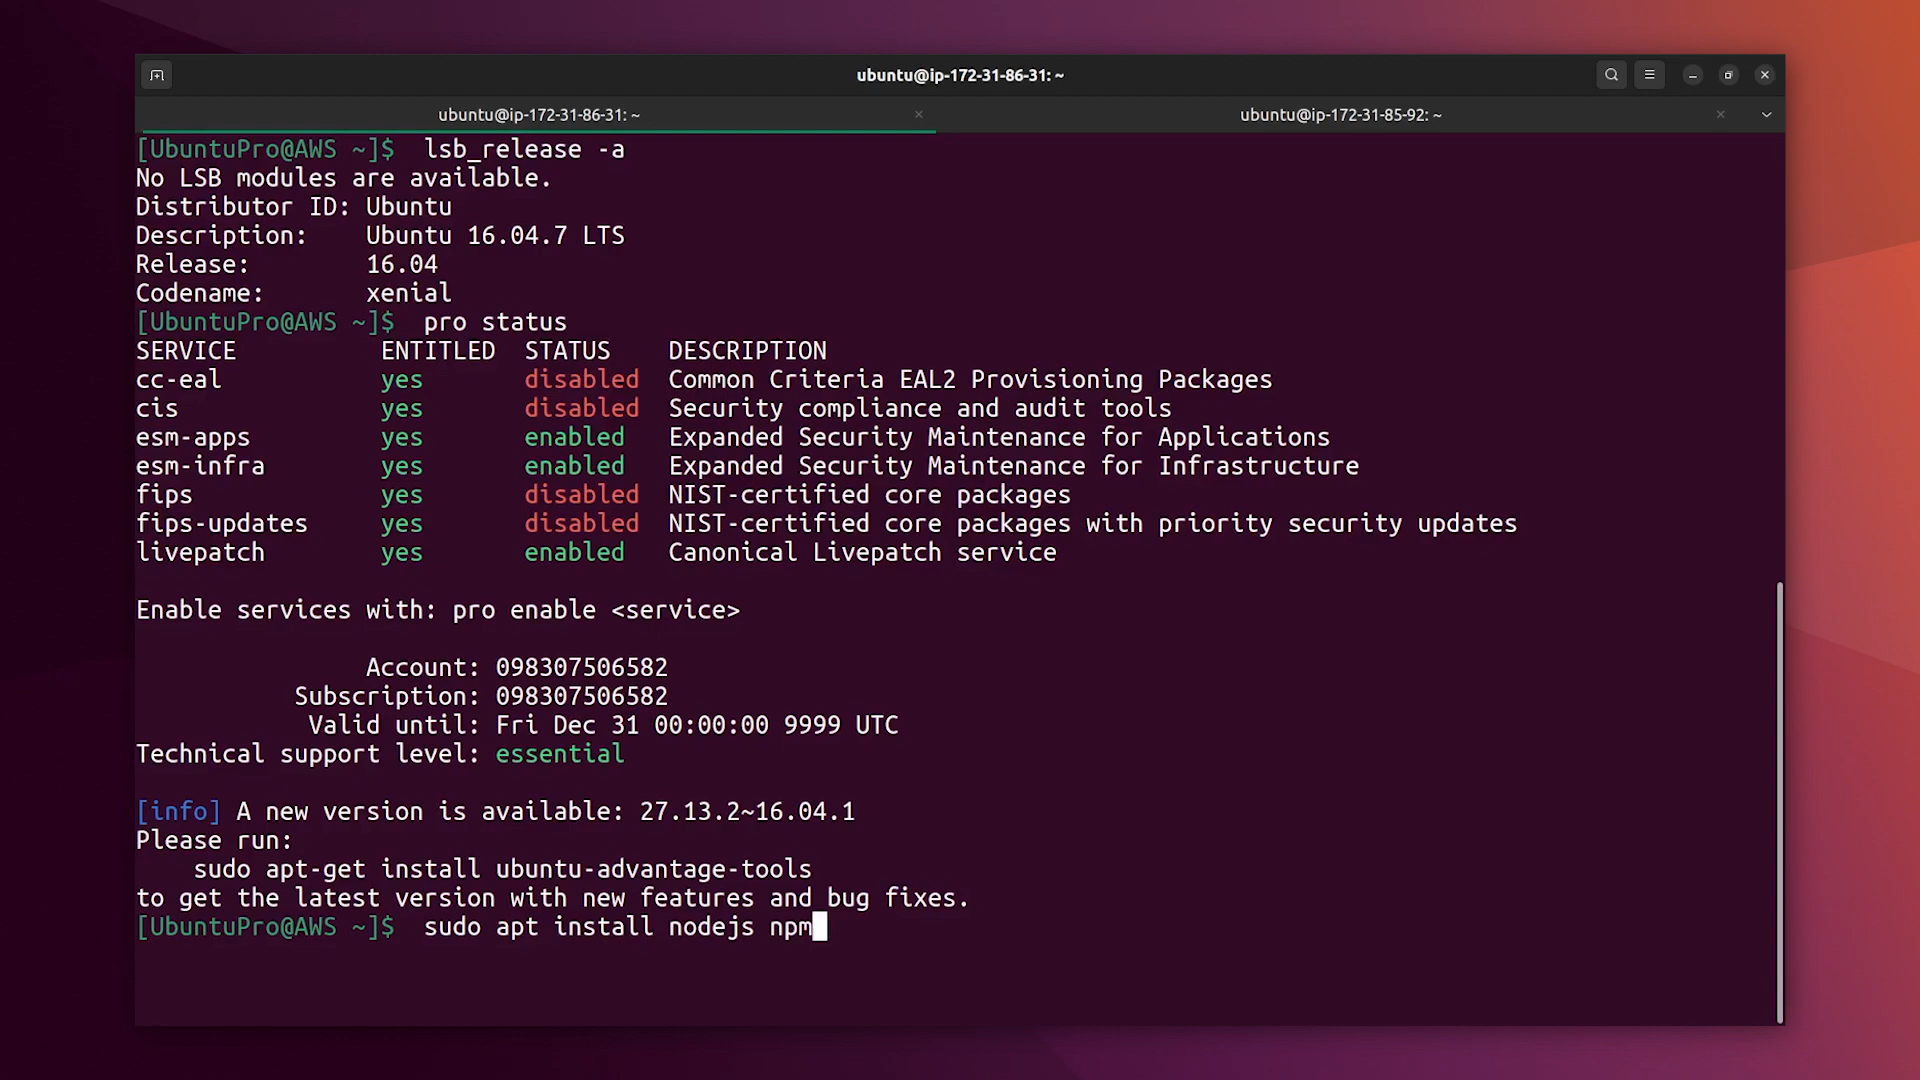 ubuntu@ip-172-31-86-31: ~
ubuntu@ip-172-31-86-31: ~
ubuntu@ip-172-31-85-92: ~
[UbuntuPro@AWS ~]$  lsb_release -a
No LSB modules are available.
Distributor ID: Ubuntu
Description:    Ubuntu 16.04.7 LTS
Release:        16.04
Codename:       xenial
[UbuntuPro@AWS ~]$  pro status
SERVICE          ENTITLED  STATUS    DESCRIPTION
cc-eal           yes       disabled  Common Criteria EAL2 Provisioning Packages
cis              yes       disabled  Security compliance and audit tools
esm-apps         yes       enabled   Expanded Security Maintenance for Applications
esm-infra        yes       enabled   Expanded Security Maintenance for Infrastructure
fips             yes       disabled  NIST-certified core packages
fips-updates     yes       disabled  NIST-certified core packages with priority security updates
livepatch        yes       enabled   Canonical Livepatch service
Enable services with: pro enable <service>
                Account: 098307506582
           Subscription: 098307506582
            Valid until: Fri Dec 31 00:00:00 9999 UTC
Technical support level: essential
[info] A new version is available: 27.13.2~16.04.1
Please run:
    sudo apt-get install ubuntu-advantage-tools
to get the latest version with new features and bug fixes.
[UbuntuPro@AWS ~]$  sudo apt install nodejs npm